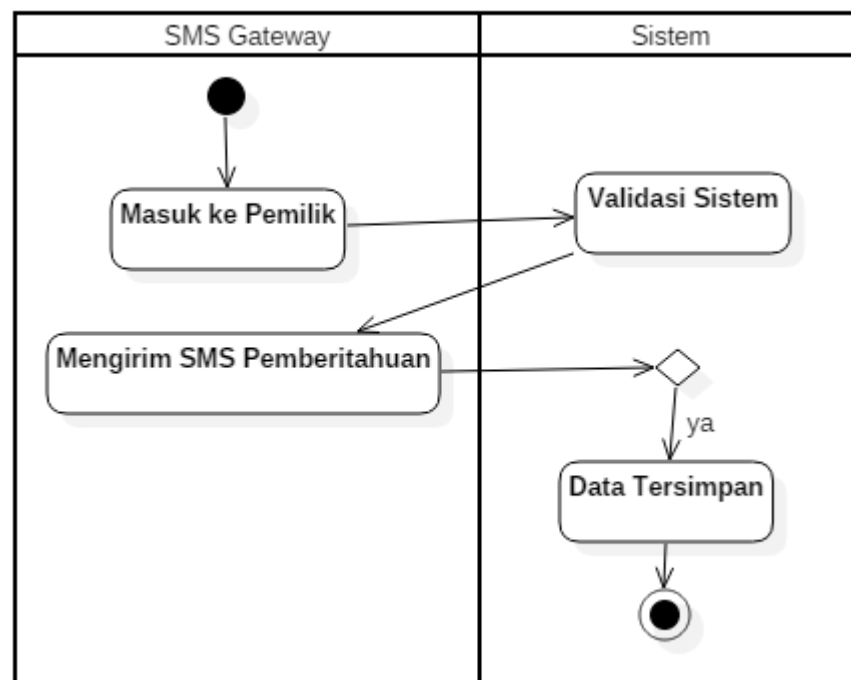 SMS Gateway
Sistem
Masuk ke Pemilik
Validasi Sistem
Mengirim SMS Pemberitahuan
ya
Data Tersimpan